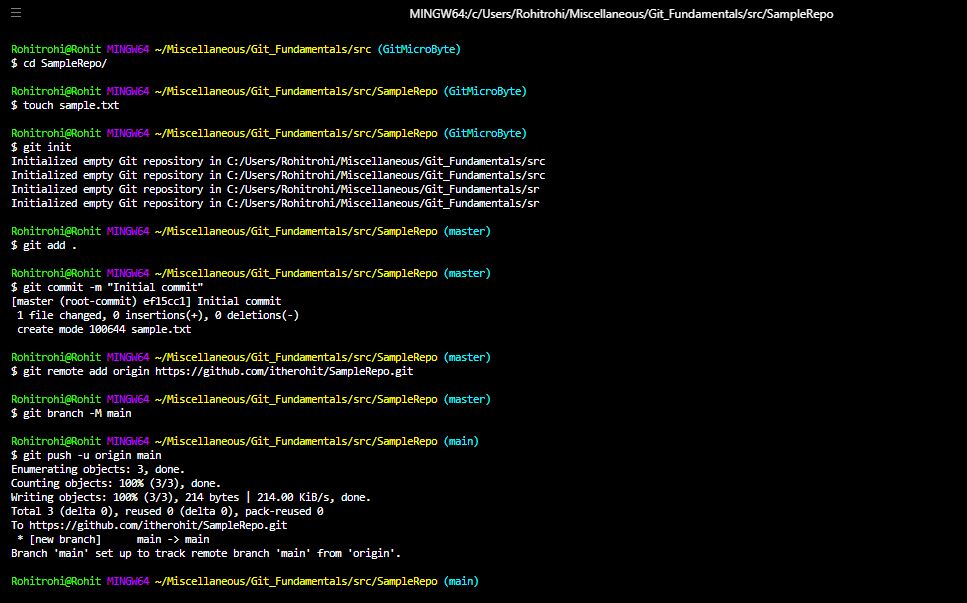 MINGW64:/c/Users/Rohitrohi/Miscellaneous/Git_Fundamentals/src/SampleRepo
Rohitrohi@Rohit MINGW64 ~/Miscellaneous/Git_Fundamentals/src (GitMicroByte)
$ cd SampleRepo/
Rohitrohi@Rohit MINGW64 ~/Miscellaneous/Git_Fundamentals/src/SampleRepo (GitMicroByte)
$ touch sample.txt
Rohitrohi@Rohit MINGW64 ~/Miscellaneous/Git_Fundamentals/src/SampleRepo (GitMicroByte)
$ git init
Initialized empty Git repository in C:/Users/Rohitrohi/Miscellaneous/Git_Fundamentals/src
Initialized empty Git repository in C:/Users/Rohitrohi/Miscellaneous/Git_Fundamentals/src
Initialized empty Git repository in C:/Users/Rohitrohi/Miscellaneous/Git_Fundamentals/sr
Initialized empty Git repository in C:/Users/Rohitrohi/Miscellaneous/Git_Fundamentals/sr
Rohitrohi@Rohit MINGW64 ~/Miscellaneous/Git_Fundamentals/src/SampleRepo (master)
$ git add .
Rohitrohi@Rohit MINGW64 ~/Miscellaneous/Git_Fundamentals/src/SampleRepo (master)
$ git commit -m "Initial commit"
[master (root-commit) ef15cc1] Initial commit
 1 file changed, 0 insertions(+), 0 deletions(-)
 create mode 100644 sample.txt
Rohitrohi@Rohit MINGW64 ~/Miscellaneous/Git_Fundamentals/src/SampleRepo (master)
$ git remote add origin https://github.com/itherohit/SampleRepo.git
Rohitrohi@Rohit MINGW64 ~/Miscellaneous/Git_Fundamentals/src/SampleRepo (master)
$ git branch -M main
Rohitrohi@Rohit MINGW64 ~/Miscellaneous/Git_Fundamentals/src/SampleRepo (main)
$ git push -u origin main
Enumerating objects: 3, done.
Counting objects: 100% (3/3), done.
Writing objects: 100% (3/3), 214 bytes | 214.00 KiB/s, done.
Total 3 (delta 0), reused 0 (delta 0), pack-reused 0
To https://github.com/itherohit/SampleRepo.git
 * [new branch]      main -> main
Branch 'main' set up to track remote branch 'main' from 'origin'.
Rohitrohi@Rohit MINGW64 ~/Miscellaneous/Git_Fundamentals/src/SampleRepo (main)